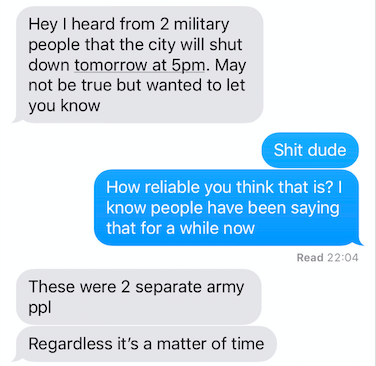 Hey I heard from 2 military
people that the city will shut
down tomorrow at 5pm. May
not be true but wanted to let
you know
Shit dude
How reliable you think that is? I
know people have been saying
that for a while now
Read 22:04
These were 2 separate army
ppl
Regardless it’s a matter of time